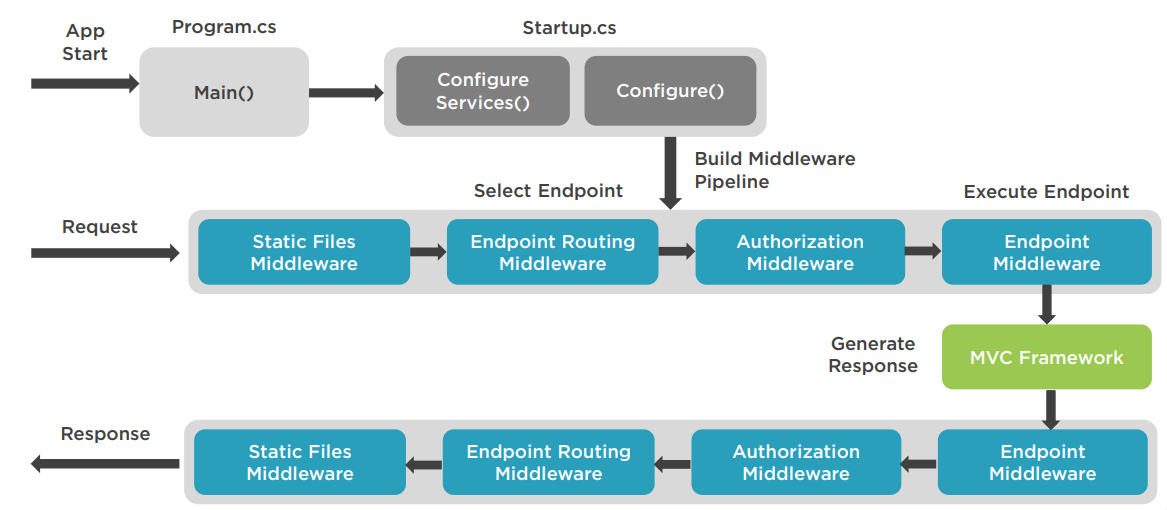 App
Start
Program.cs
Main()
Startup.cs
Configure
Services()
Configure()
Build Middleware
Pipeline
Select Endpoint
Execute Endpoint
Request
Static Files
Middleware
Endpoint Routing
Middleware
Authorization
Middleware
Endpoint
Middleware
Generate
Response
MVC Framework
Response
Static Files
Middleware
Endpoint Routing
Middleware
Authorization
Middleware
Endpoint
Middleware